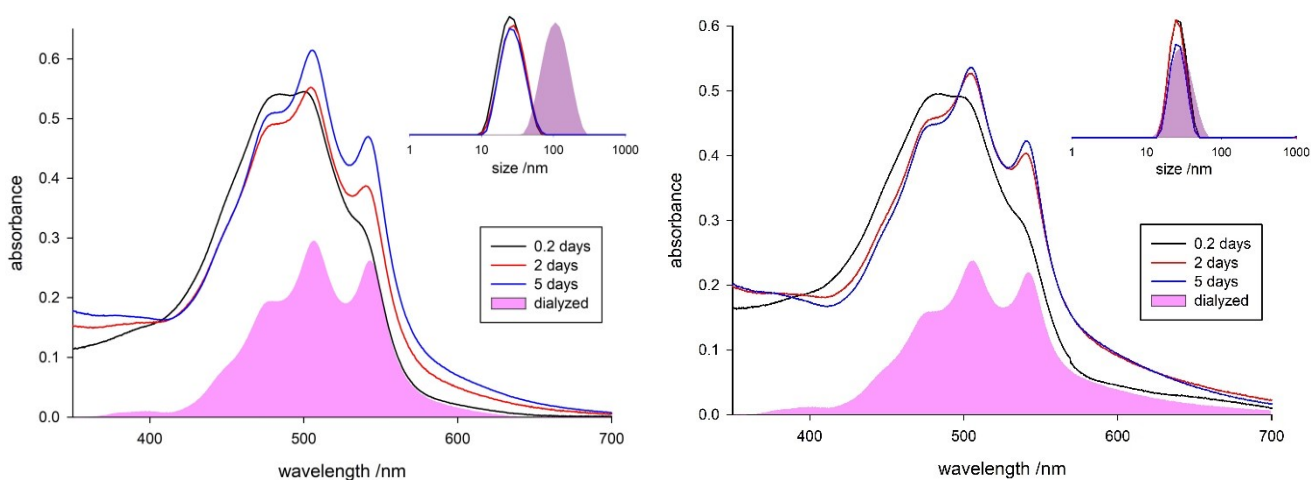 0.6
0.5
0.4
0.3
0.2
0.1
0.0
absorbance
400 500 600 700
wavelength /nm
1 10 100 1000
size /nm
0.2 days
2 days
5 days
dialyzed
0.6
0.5
0.4
0.3
0.2
0.1
0.0
absorbance
400 500 600 700
wavelength /nm
1 10 100 1000
size /nm
0.2 days
2 days
5 days
dialyzed